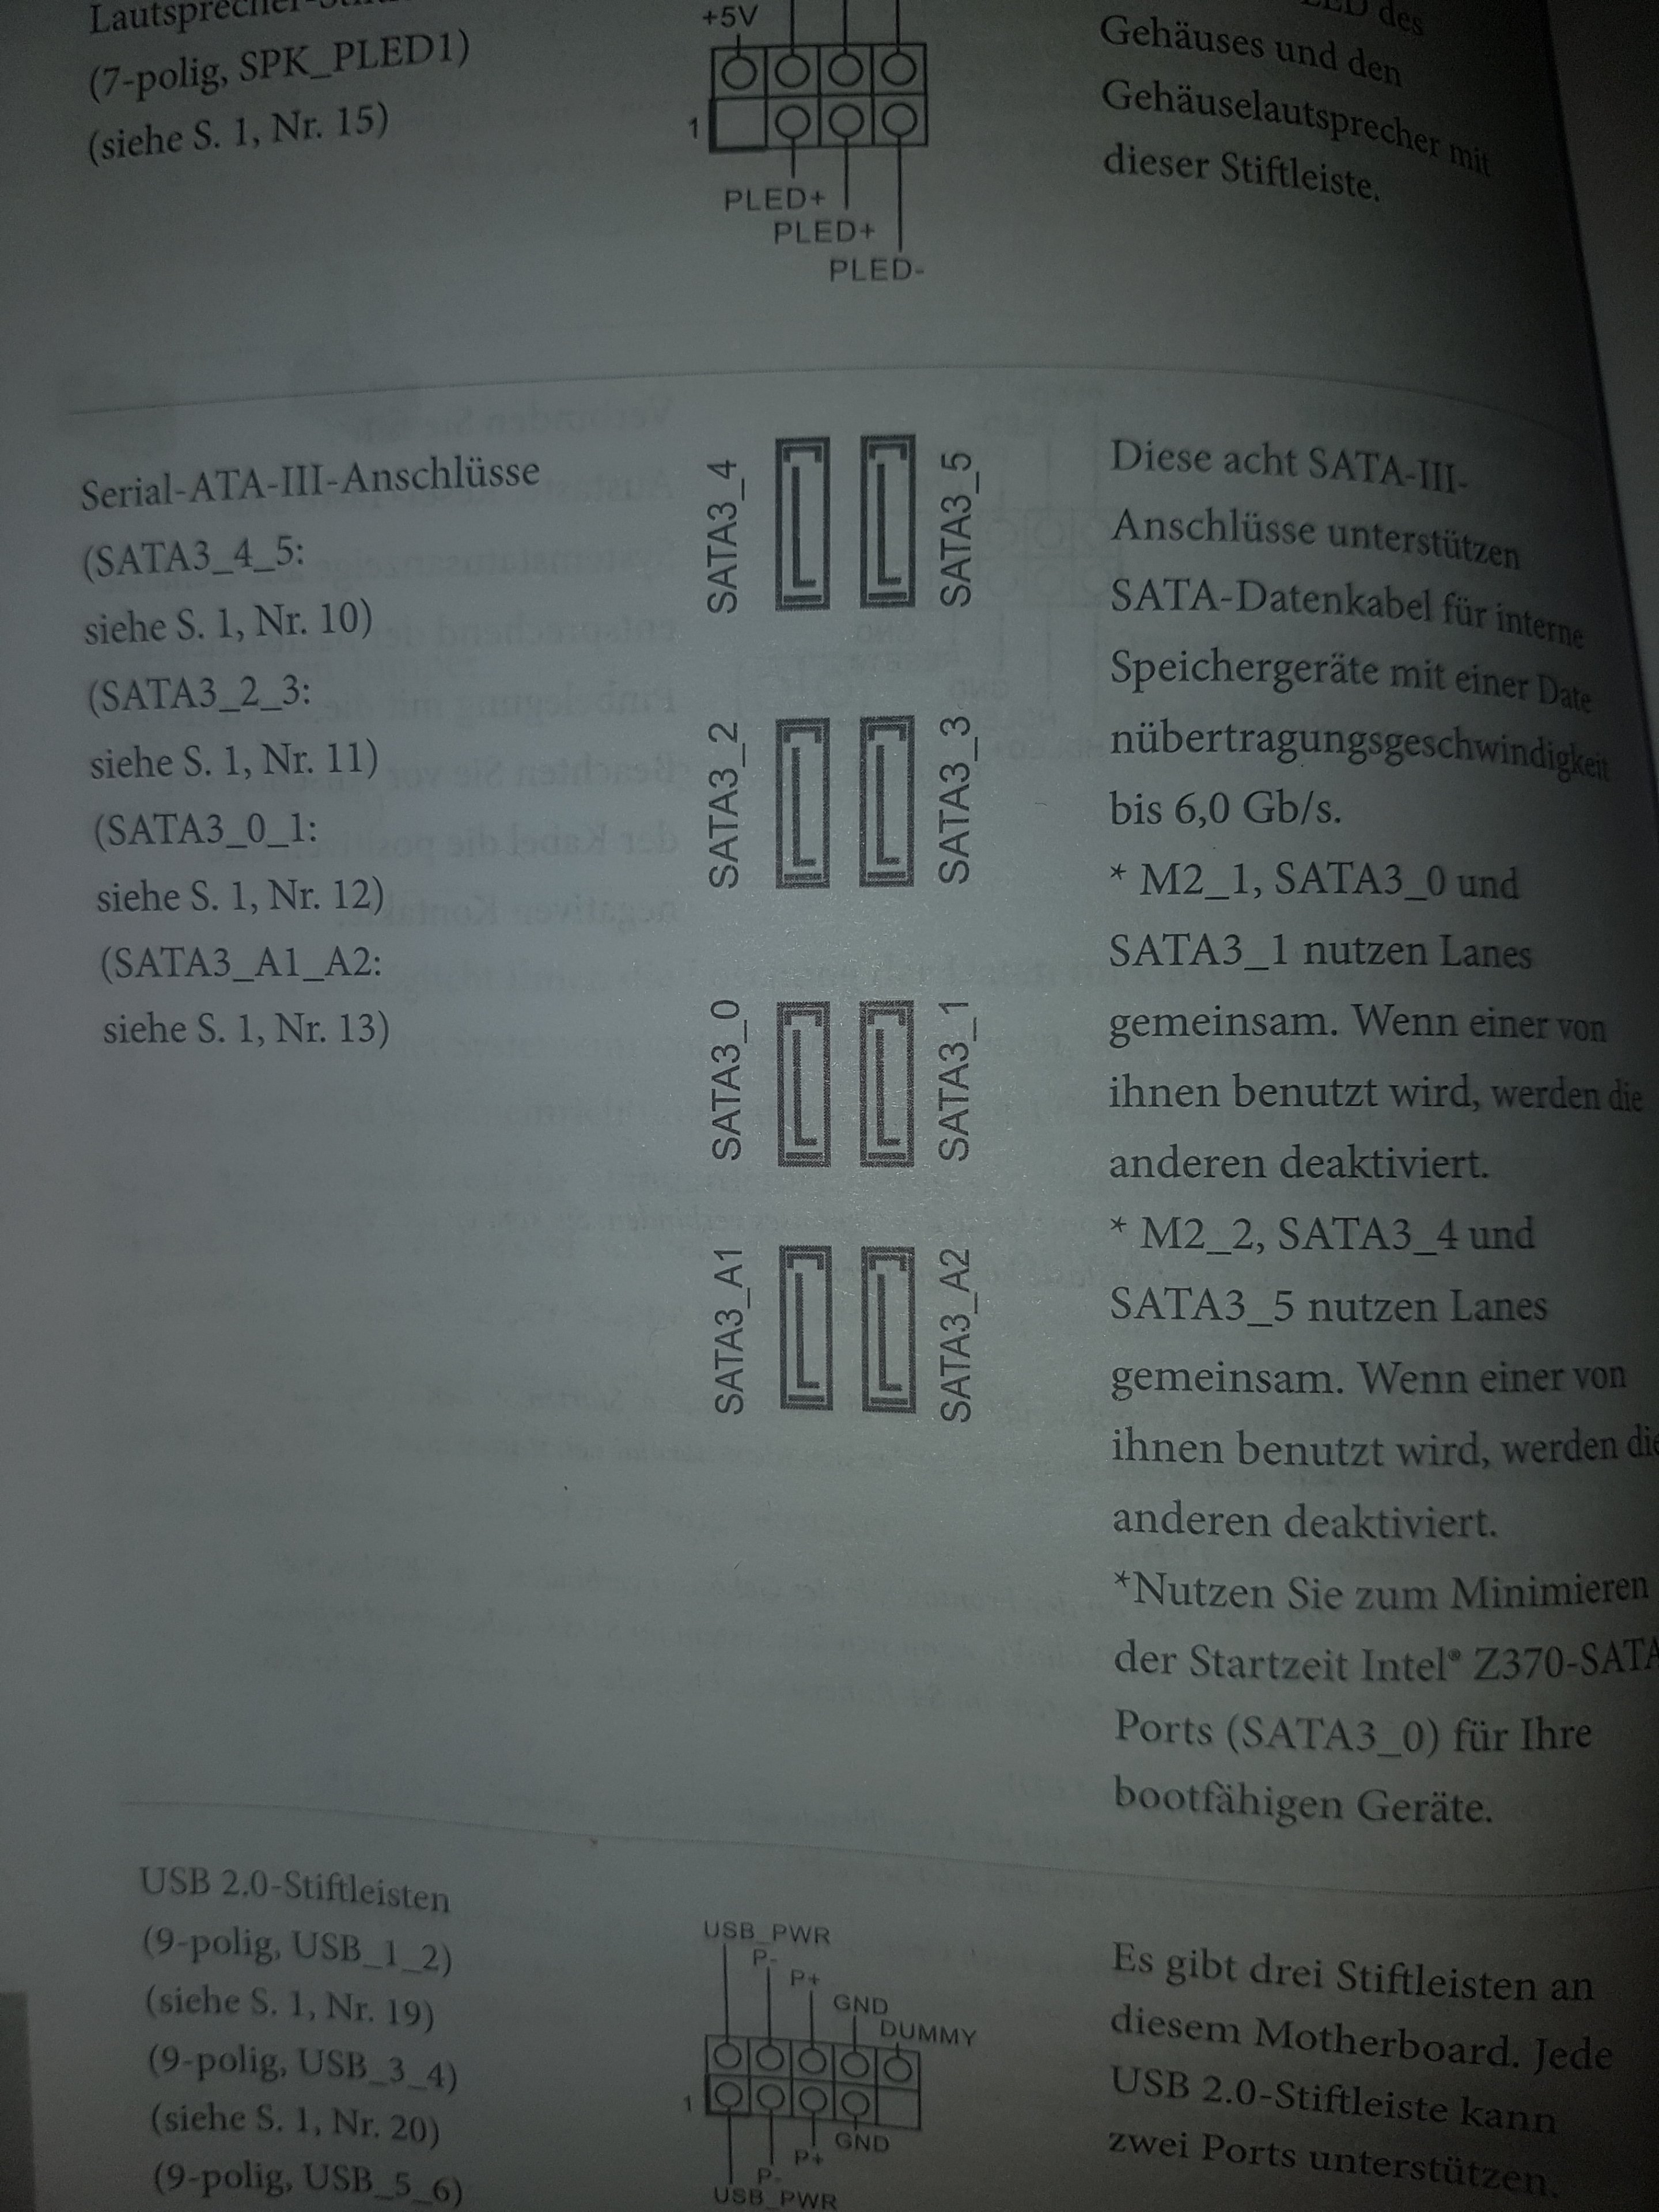 (7-polig, SPK_PLED1)
(siehe S. 1, Nr. 15)
+5V
1
PLED+
PLED+
PLED-
des
Gehäuses und den
Gehäuselautsprecher mit
dieser Stiftleiste.
Serial-ATA-III-Anschlüsse
(SATA3_4_5:
siehe S. 1, Nr. 10)
(SATA3_2_3:
siehe S. 1, Nr. 11)
(SATA3_0_1:
siehe S. 1, Nr. 12)
(SATA3_A1_A2:
siehe S. 1, Nr. 13)
SATA3_4
SATA3_5
SATA3_2
SATA3_3
SATA3_0
SATA3_1
SATA3_A1
SATA3_A2
Diese acht SATA-III-
Anschlüsse unterstützen
SATA-Datenkabel für interne
Speichergeräte mit einer Date
nübertragungsgeschwindigkeit
bis 6,0 Gb/s.
* M2_1, SATA3_0 und
SATA3_1 nutzen Lanes
gemeinsam. Wenn einer von
ihnen benutzt wird, werden die
anderen deaktiviert.
* M2_2, SATA3_4 und
SATA3_5 nutzen Lanes
gemeinsam. Wenn einer von
ihnen benutzt wird, werden die
anderen deaktiviert.
*Nutzen Sie zum Minimieren
der Startzeit Intel® Z370-SATA
Ports (SATA3_0) für Ihre
bootfähigen Geräte.
USB 2.0-Stiftleisten
(9-polig, USB_1_2)
(siehe S. 1, Nr. 19)
(9-polig, USB_3_4)
(siehe S. 1, Nr. 20)
(9-polig, USB_5_6)
USB_PWR
P-
P+
GND
DUMMY
1
GND
P+
P-
USB_PWR
Es gibt drei Stiftleisten an
diesem Motherboard. Jede
USB 2.0-Stiftleiste kann
zwei Ports unterstützen.